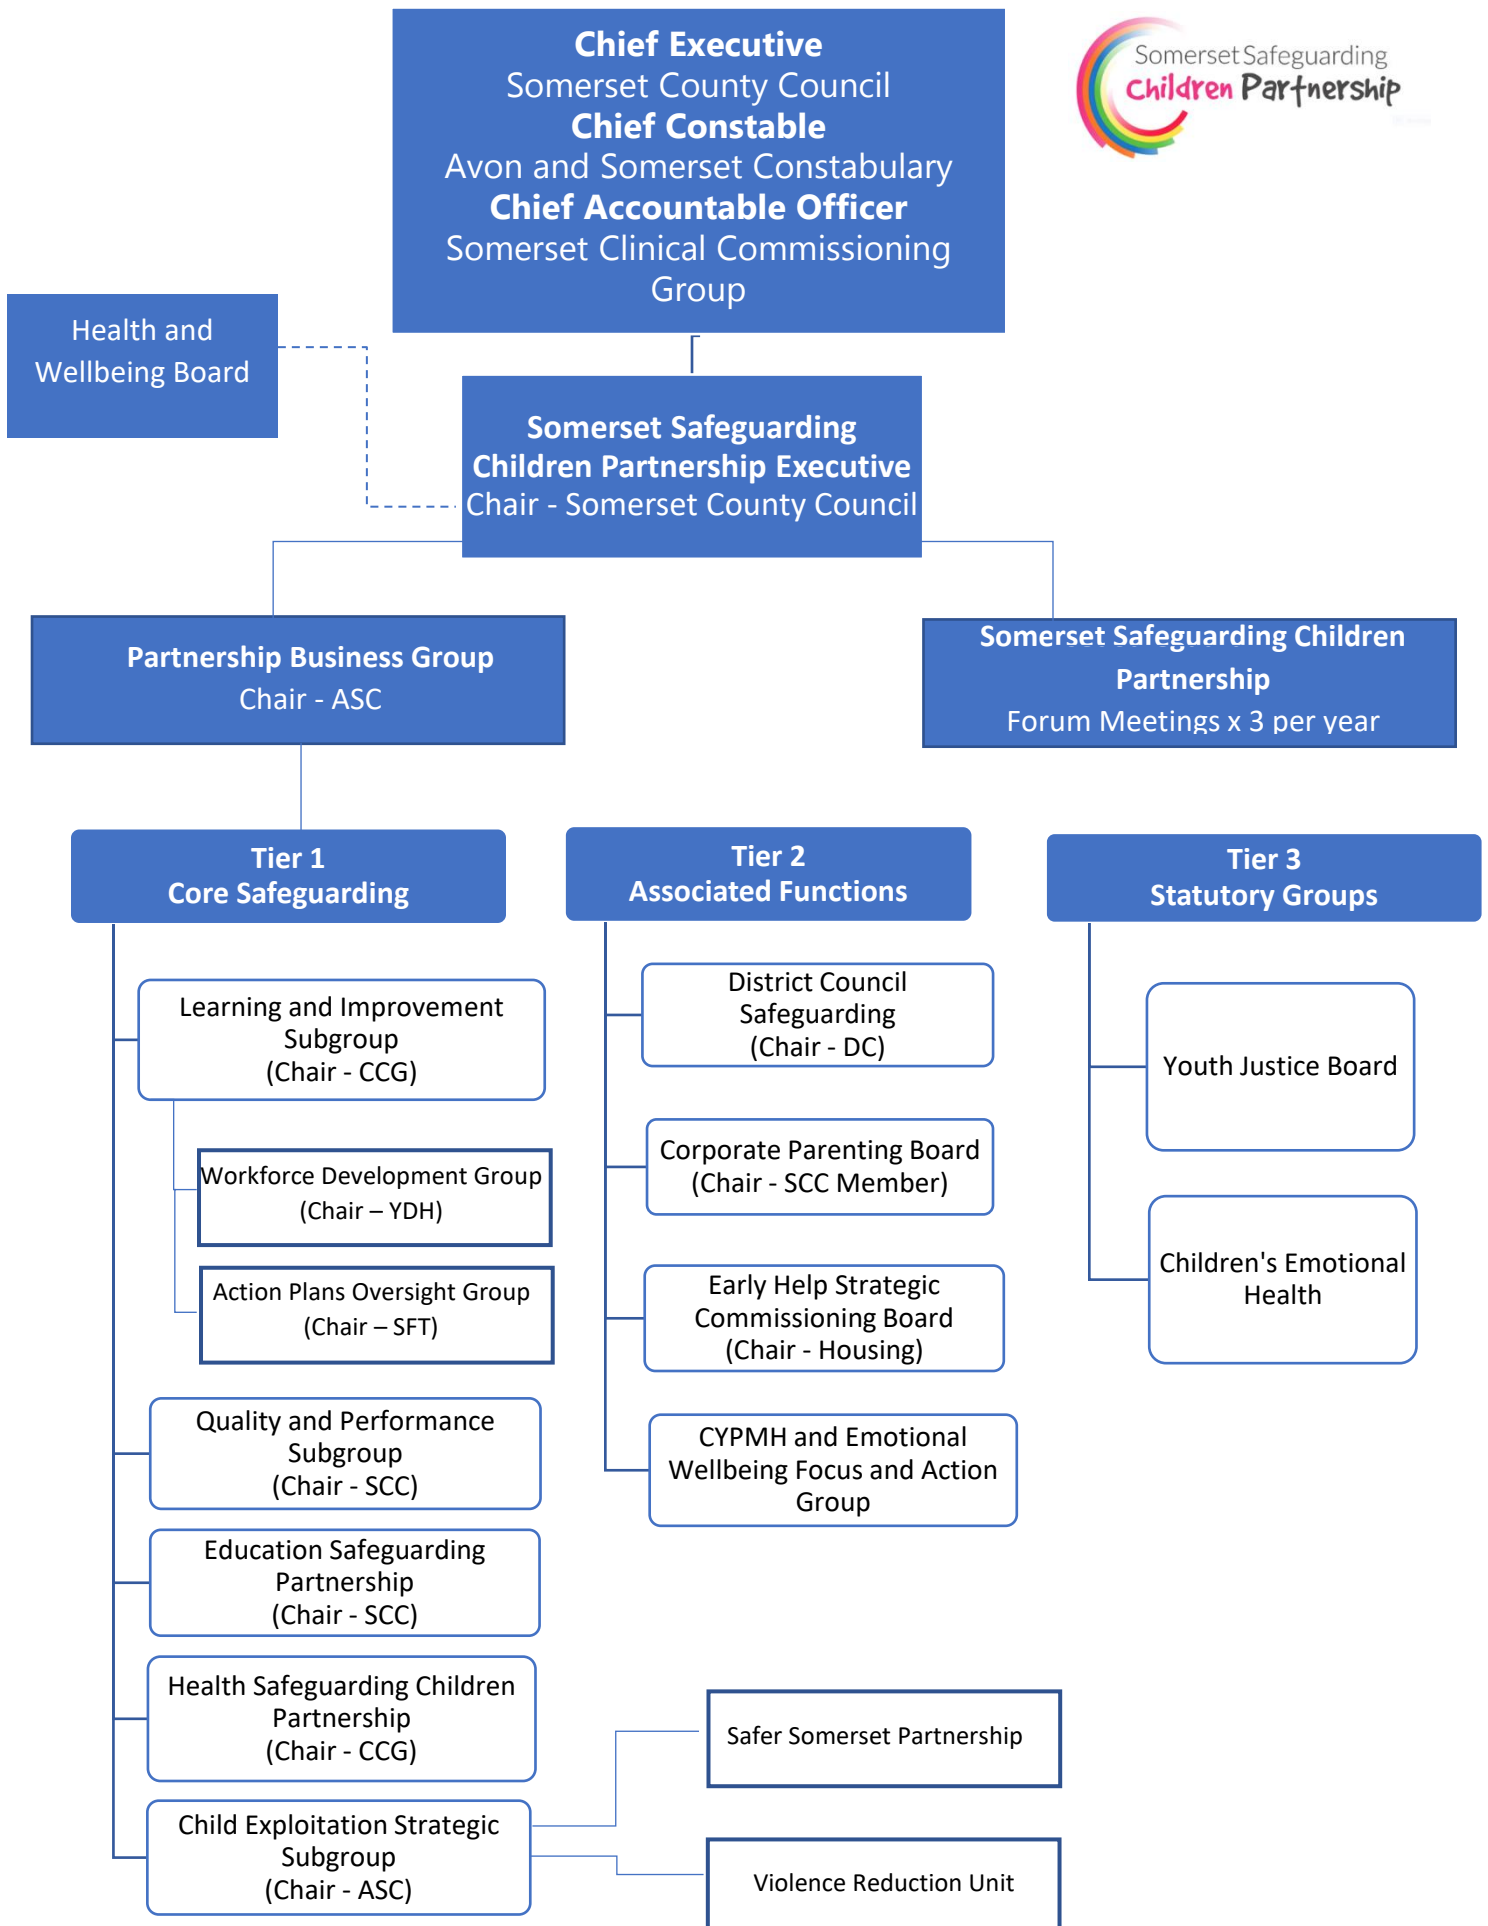 Chief Executive
Somerset County Council
Chief Constable
Avon and Somerset Constabulary
Chief Accountable Officer
Somerset Clinical Commissioning
Group
Somerset Safeguarding
Children Partnership
Health and
Wellbeing Board
Somerset Safeguarding
Children Partnership Executive
Chair - Somerset County Council
Partnership Business Group
Chair - ASC
Somerset Safeguarding Children
Partnership
Forum Meetings x 3 per year
Tier 1
Core Safeguarding
Learning and Improvement
Subgroup
(Chair - CCG)
Workforce Development Group
(Chair – YDH)
Action Plans Oversight Group
(Chair – SFT)
Quality and Performance
Subgroup
(Chair - SCC)
Education Safeguarding
Partnership
(Chair - SCC)
Health Safeguarding Children
Partnership
(Chair - CCG)
Child Exploitation Strategic
Subgroup
(Chair - ASC)
Safer Somerset Partnership
Violence Reduction Unit
Tier 2
Associated Functions
District Council
Safeguarding
(Chair - DC)
Corporate Parenting Board
(Chair - SCC Member)
Early Help Strategic
Commissioning Board
(Chair - Housing)
CYPMH and Emotional
Wellbeing Focus and Action
Group
Tier 3
Statutory Groups
Youth Justice Board
Children's Emotional
Health